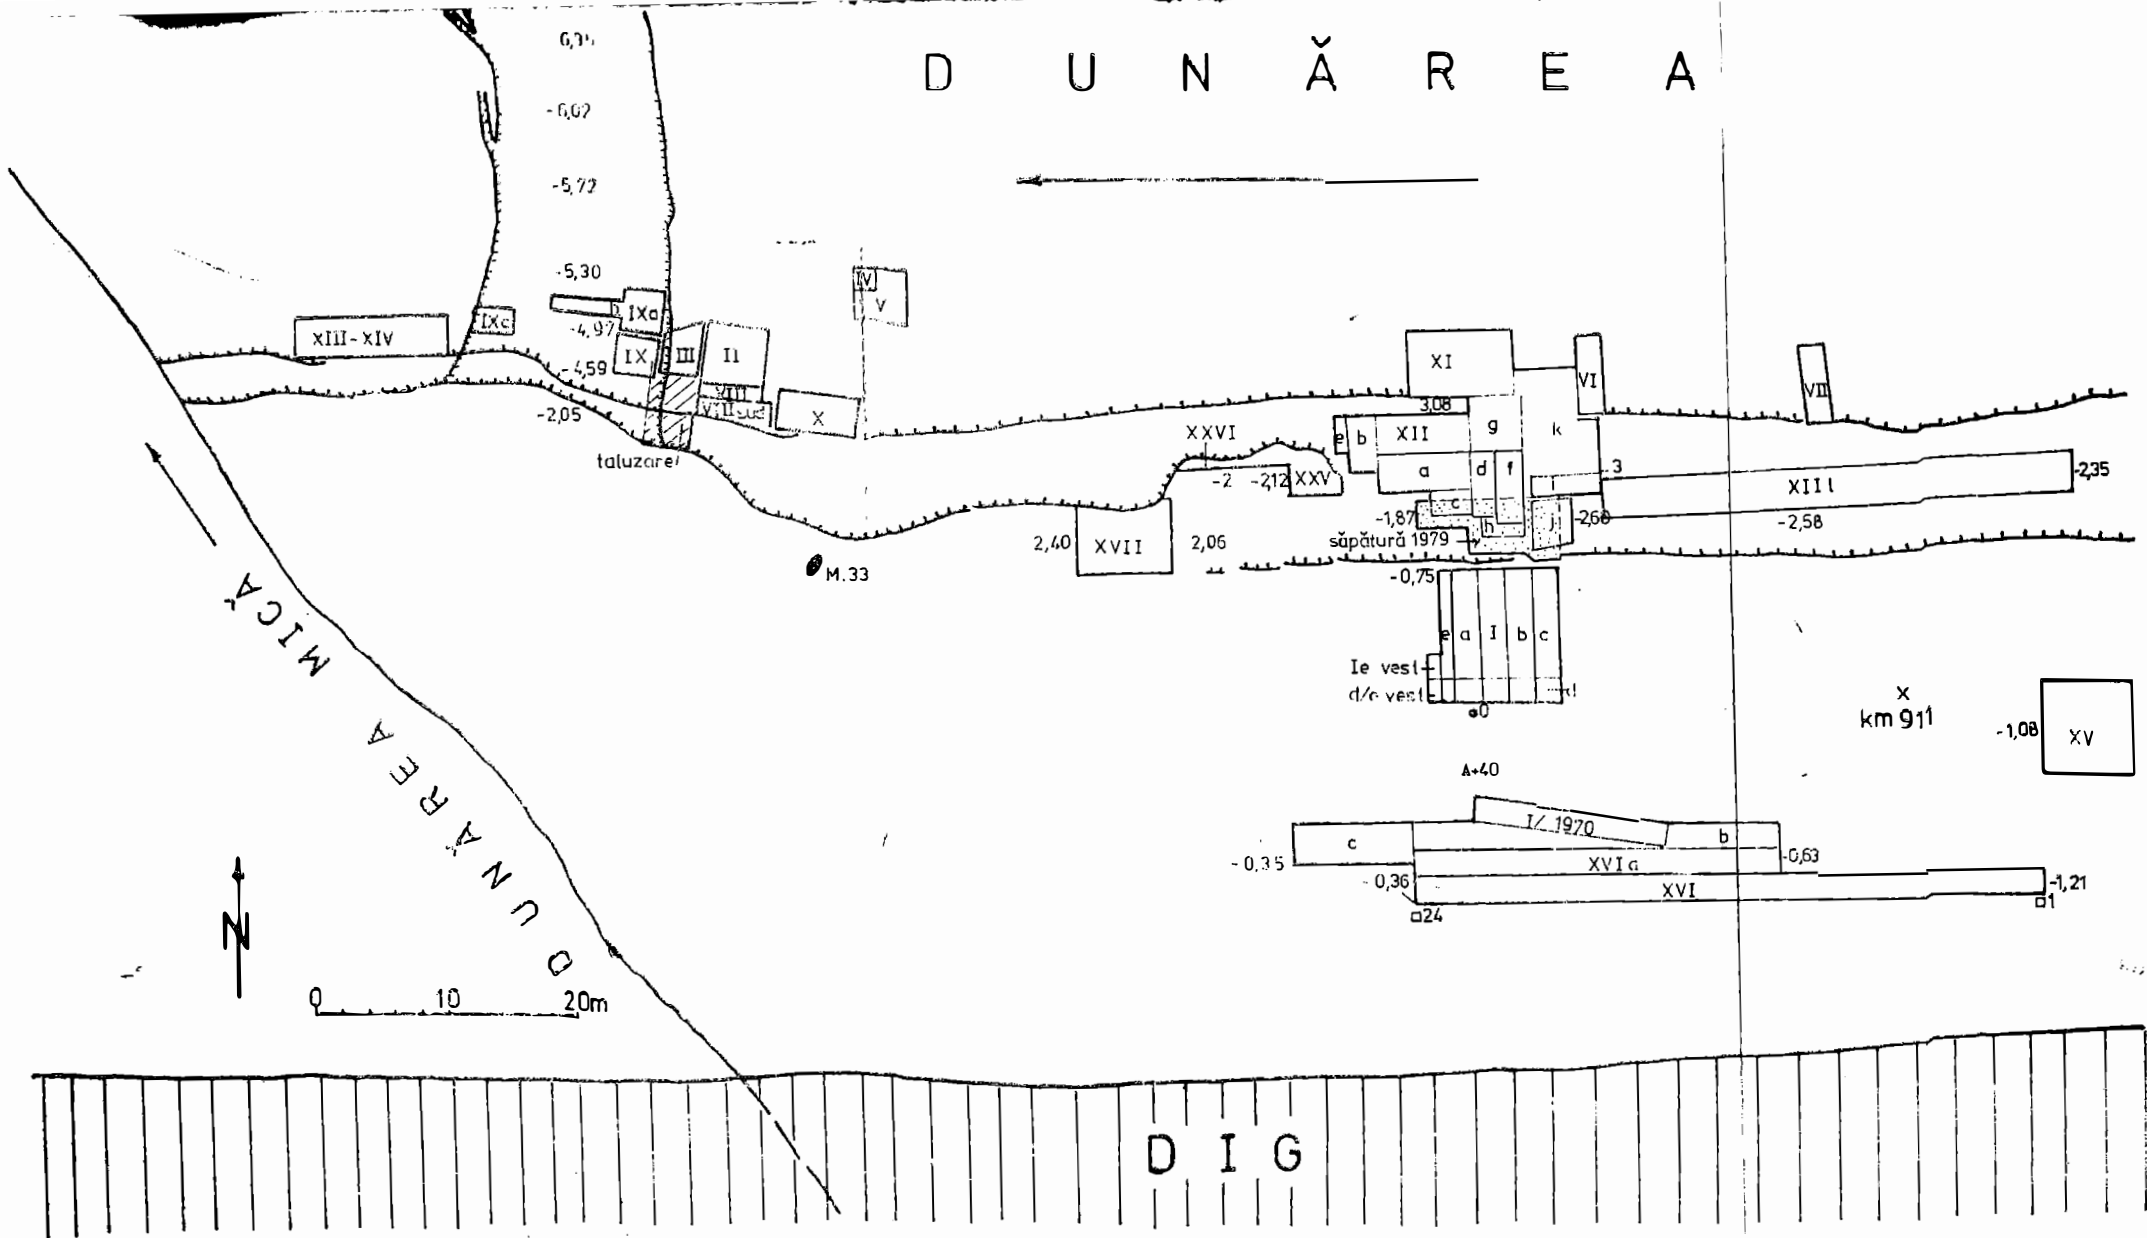 DUNĂREA
-6,02
-5,72
-5,30
IXa
IXc
-4,97
XIII-XIV
IX
III
II
-4,59
IV
V
X
-2,05
taluzare
XI
VI
VII
3,08
XXVI
e
b
XII
g
k
a
d
f
3
-2
-2,12
XXV
i
XIII
-2,35
c
-1,87
h
j
-2,60
-2,58
săpătură 1979
2,40
XVII
2,06
M.33
-0,75
e
a
I
b
c
Ie vest
d/e vest
d
0
x
km 911
-1,08
XV
DUNĂREA MICĂ
A+40
I/ 1970
c
b
-0,35
XVI a
-0,63
-0,36
XVI
-1,21
24
1
N
0
10
20m
DIG